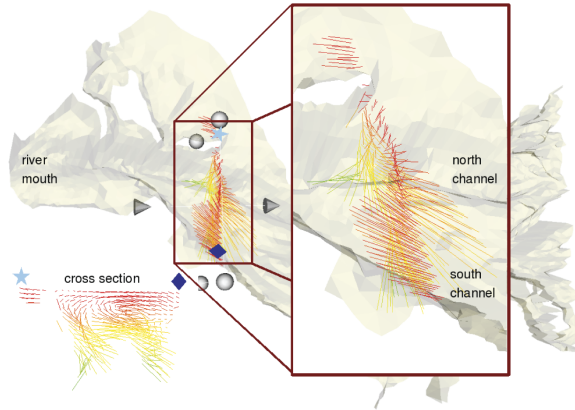 river
mouth
north
channel
cross section
south
channel